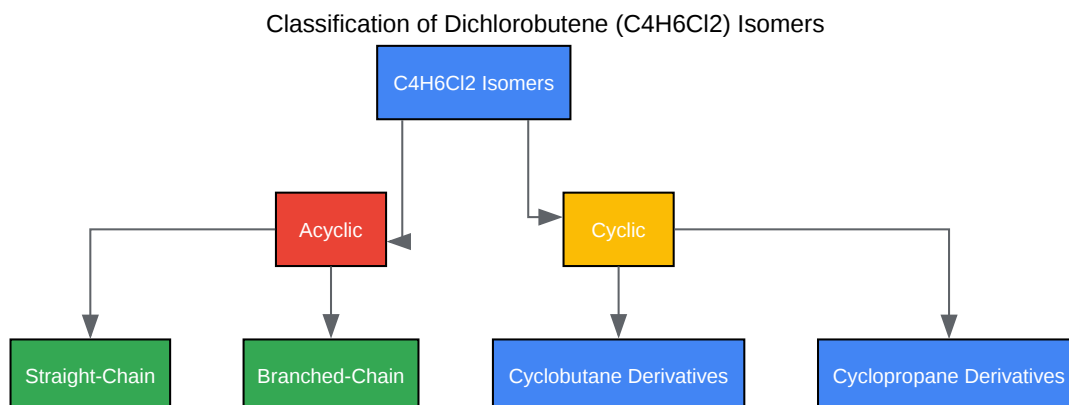 Classification of Dichlorobutene (C4H6Cl2) Isomers
C4H6Cl2 Isomers
Acyclic
Cyclic
Straight-Chain
Branched-Chain
Cyclobutane Derivatives
Cyclopropane Derivatives